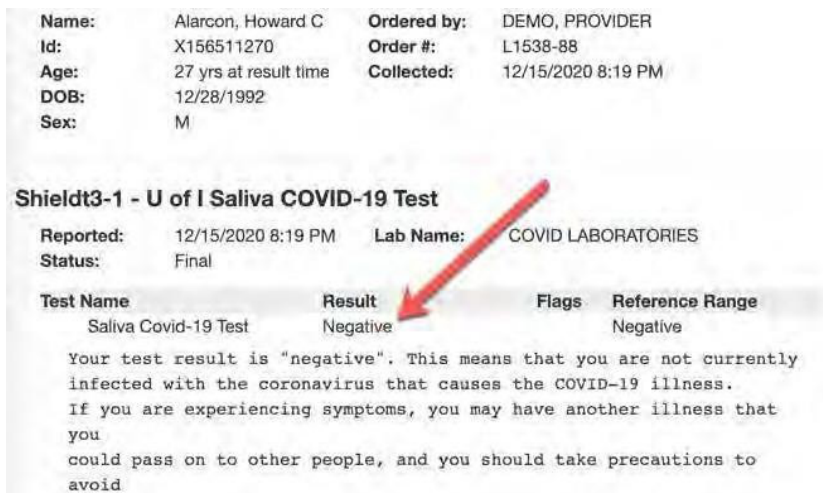 Name: Alarcon, Howard C Ordered by: DEMO, PROVIDER
Id: X156511270 Order #: L1538-88
Age: 27 yrs at result time Collected: 12/15/2020 8:19 PM
DOB: 12/28/1992
Sex: M
Shieldt3-1 - U of I Saliva COVID-19 Test
Reported: 12/15/2020 8:19 PM Lab Name: COVID LABORATORIES
Status: Final
Test Name Result Flags Reference Range
Saliva Covid-19 Test Negative Negative
Your test result is "negative". This means that you are not currently
infected with the coronavirus that causes the COVID-19 illness.
If you are experiencing symptoms, you may have another illness that
you
could pass on to other people, and you should take precautions to
avoid